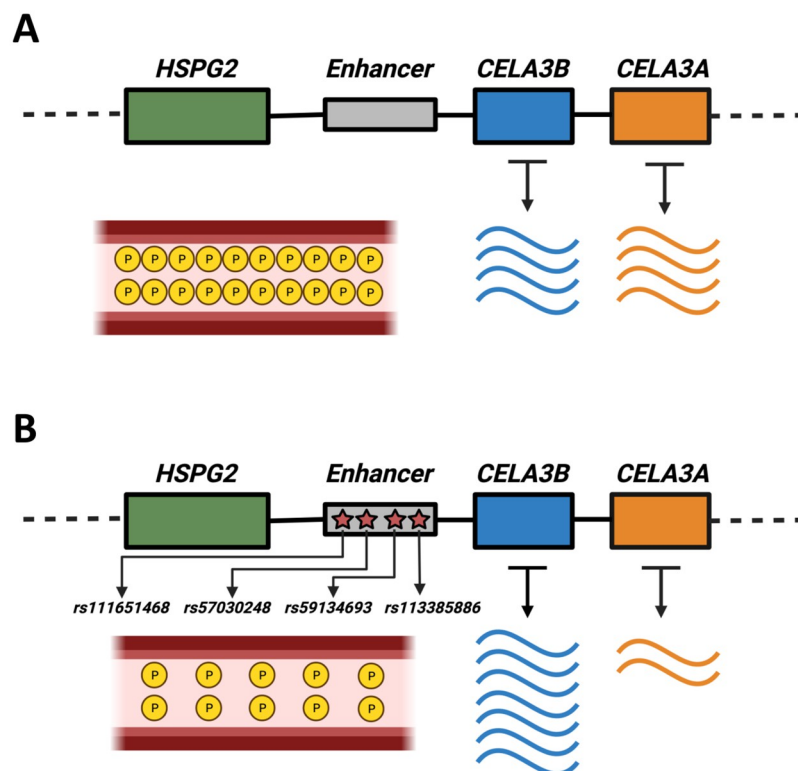 A
HSPG2 Enhancer CELA3B CELA3A
P P P P P P P P P P
P P P P P P P P P P
B
HSPG2 Enhancer CELA3B CELA3A
rs111651468 rs57030248 rs59134693 rs113385886
P P P P P
P P P P P